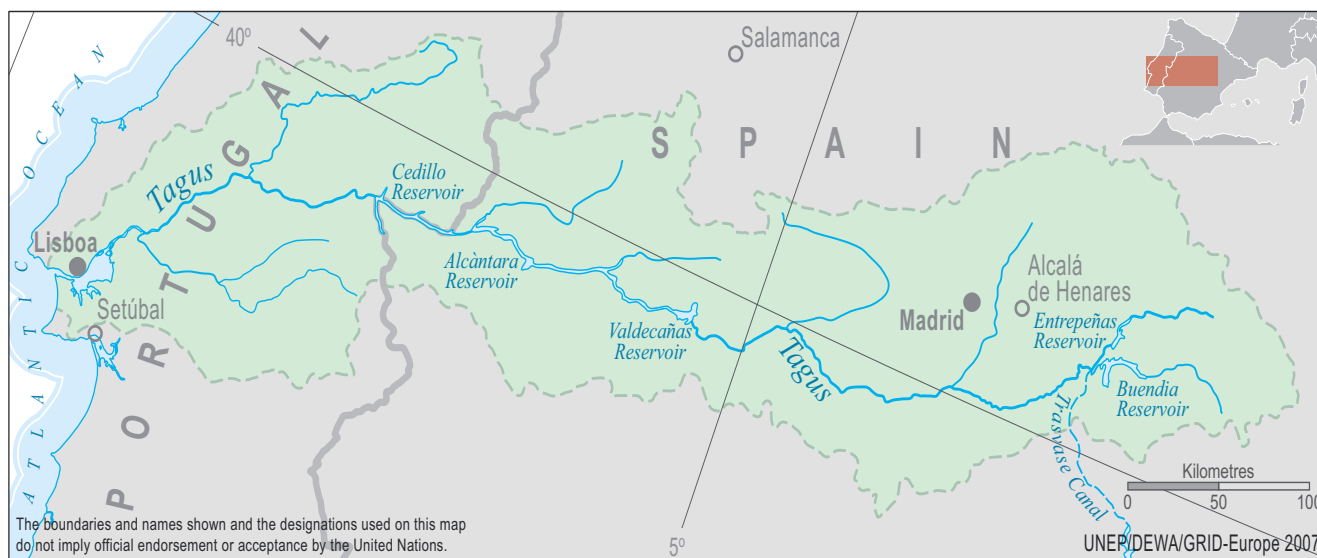 40º
Salamanca
ATLANTIC OCEAN
PORTUGAL
SPAIN
Tagus
Cedillo
Reservoir
Lisboa
Setúbal
Alcàntara
Reservoir
Valdecañas
Reservoir
Tagus
Madrid
Alcalá
de Henares
Entrepeñas
Reservoir
Buendia
Reservoir
Trasvase Canal
Kilometres
0 50 100
5º
The boundaries and names shown and the designations used on this map
do not imply official endorsement or acceptance by the United Nations.
UNEP/DEWA/GRID-Europe 2007